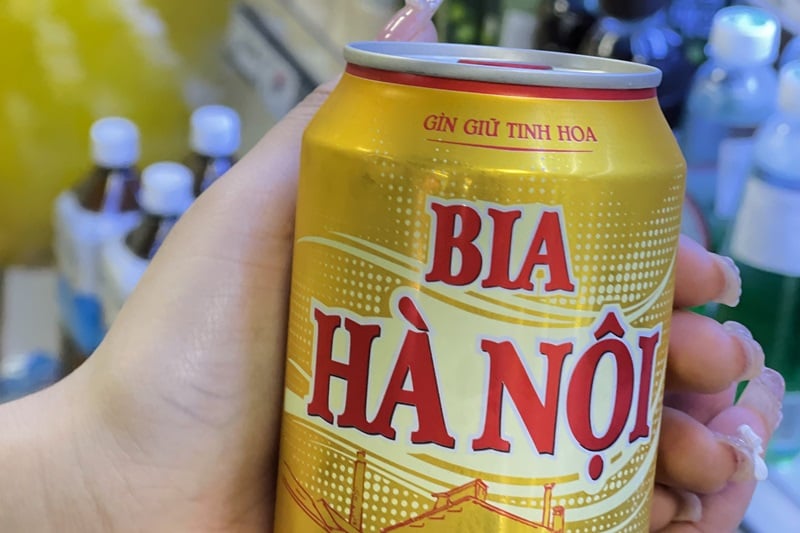 GÌN GIỮ TINH HOA
BIA
HÀ NỘI